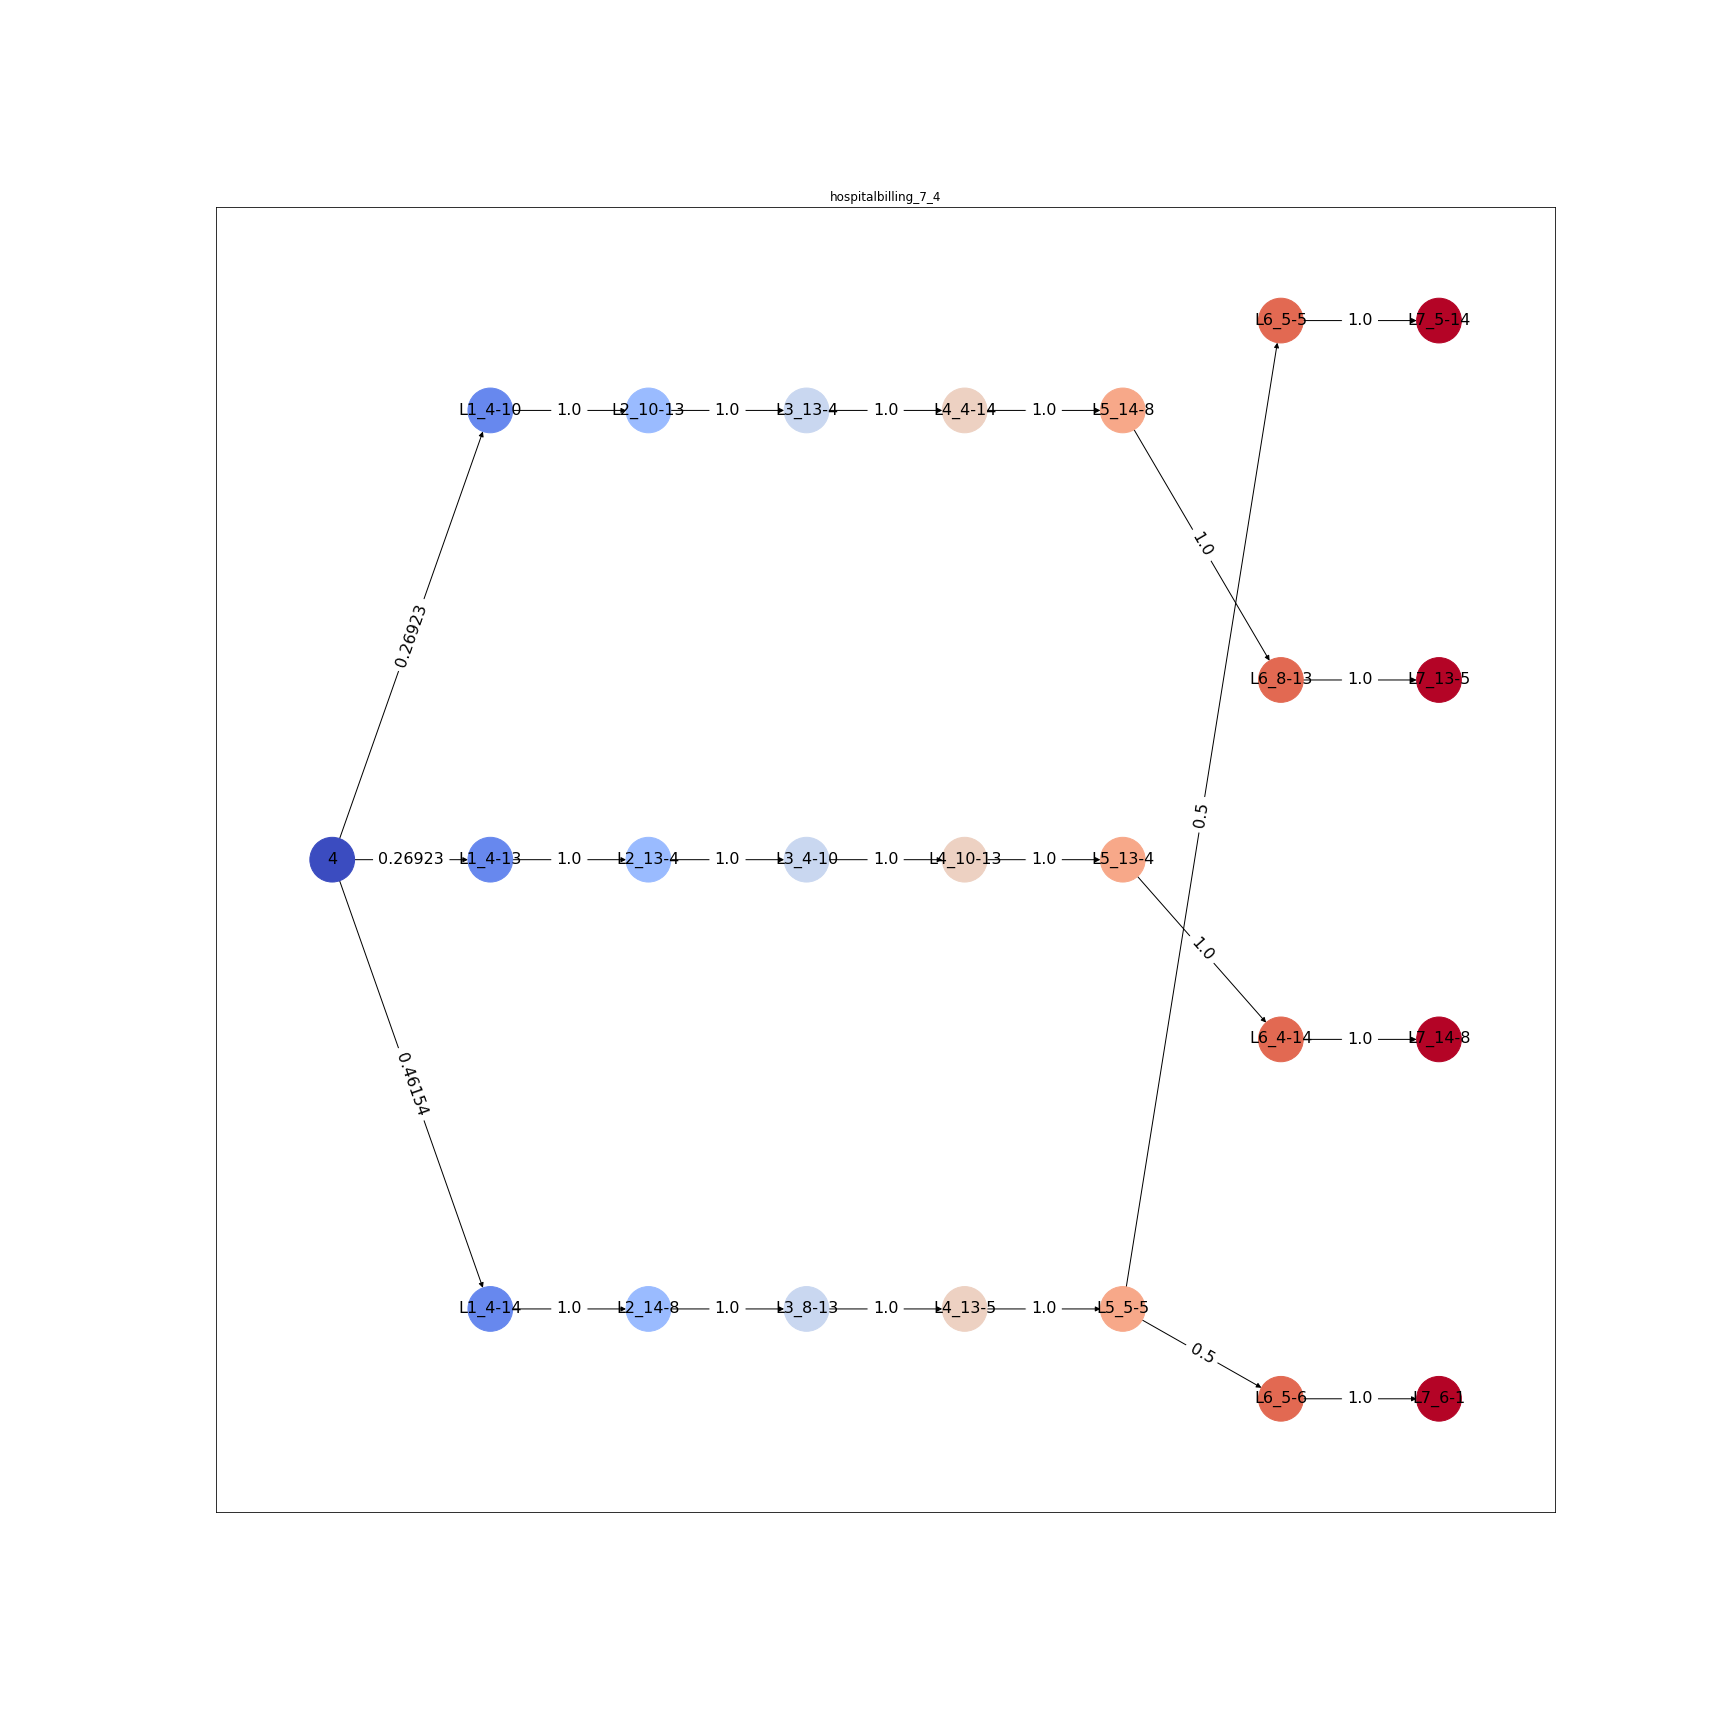 hospitalbilling_7_4
L6_5-5 1.0 L7_5-14
L1_4-10 1.0 L2_10-13 1.0 L3_13-4 1.0 L4_4-14 1.0 L5_14-8
1.0
0.26923
L6_8-13 1.0 L7_13-5
0.5
4 0.26923 L1_4-13 1.0 L2_13-4 1.0 L3_4-10 1.0 L4_10-13 1.0 L5_13-4
1.0
L6_4-14 1.0 L7_14-8
0.46154
L1_4-14 1.0 L2_14-8 1.0 L3_8-13 1.0 L4_13-5 1.0 L5_5-5
0.5
L6_5-6 1.0 L7_6-1